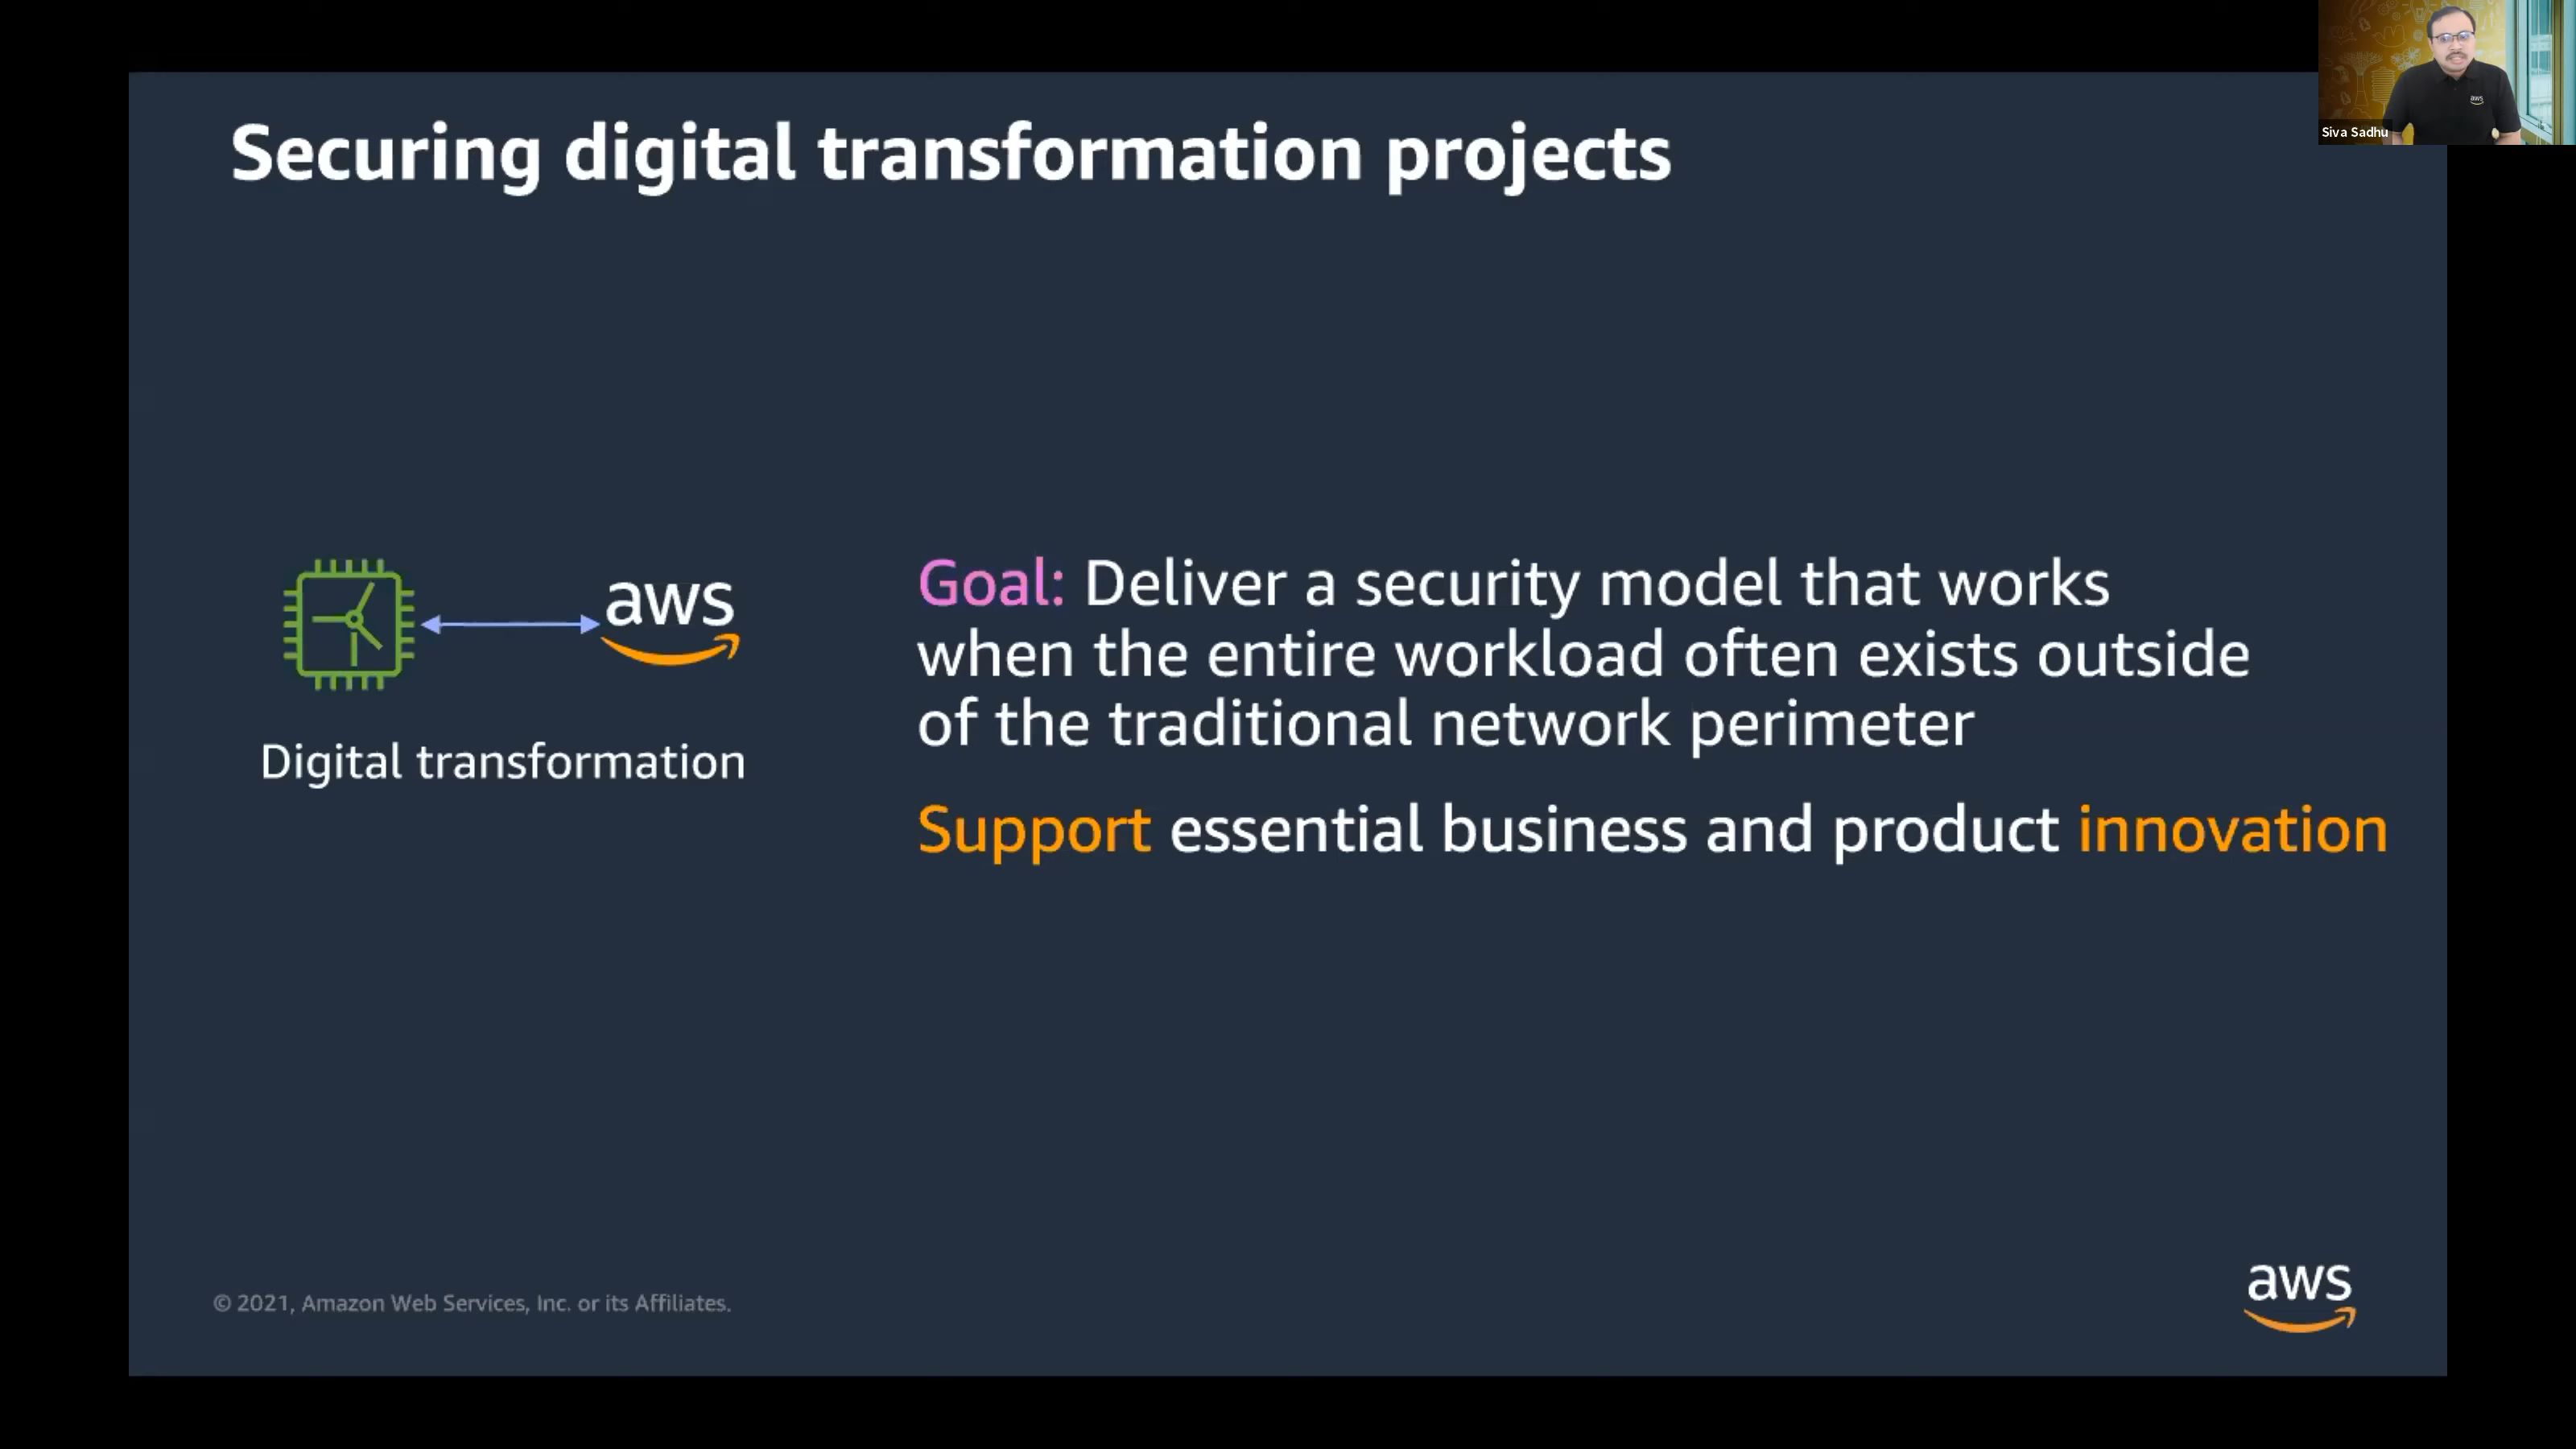 Securing digital transformation projects
aws
Siva Sadhu
aws
Digital transformation
Goal: Deliver a security model that works
when the entire workload often exists outside
of the traditional network perimeter
Support essential business and product innovation
© 2021, Amazon Web Services, Inc. or its Affiliates.
aws